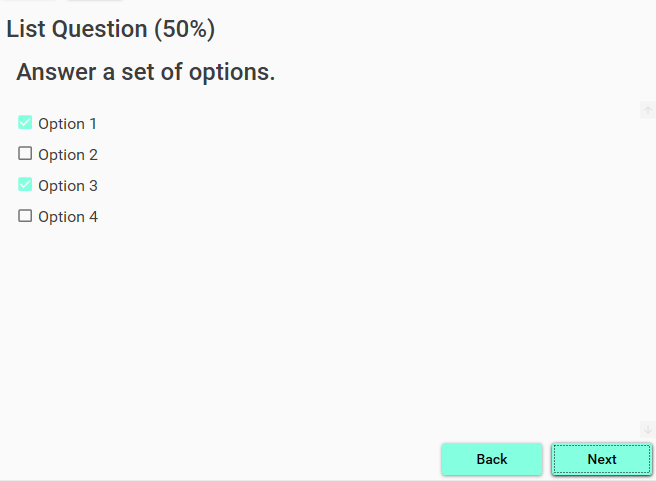 List Question (50%)
Answer a set of options.
Option 1
Option 2
Option 3
Option 4
Back
Next